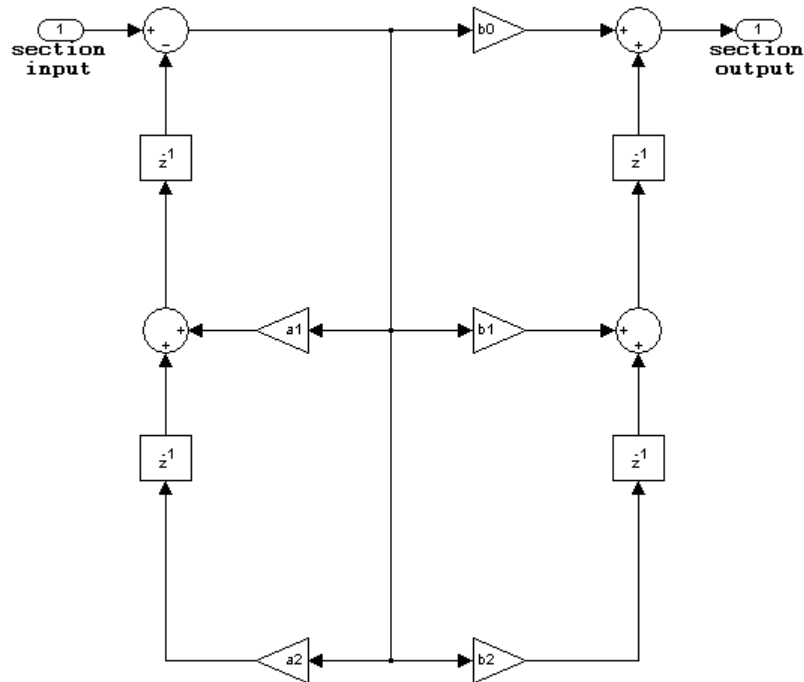 1
+
−
b0
+
+
1
section
input
section
output
z-1
z-1
+
+
a1
b1
+
+
z-1
z-1
a2
b2